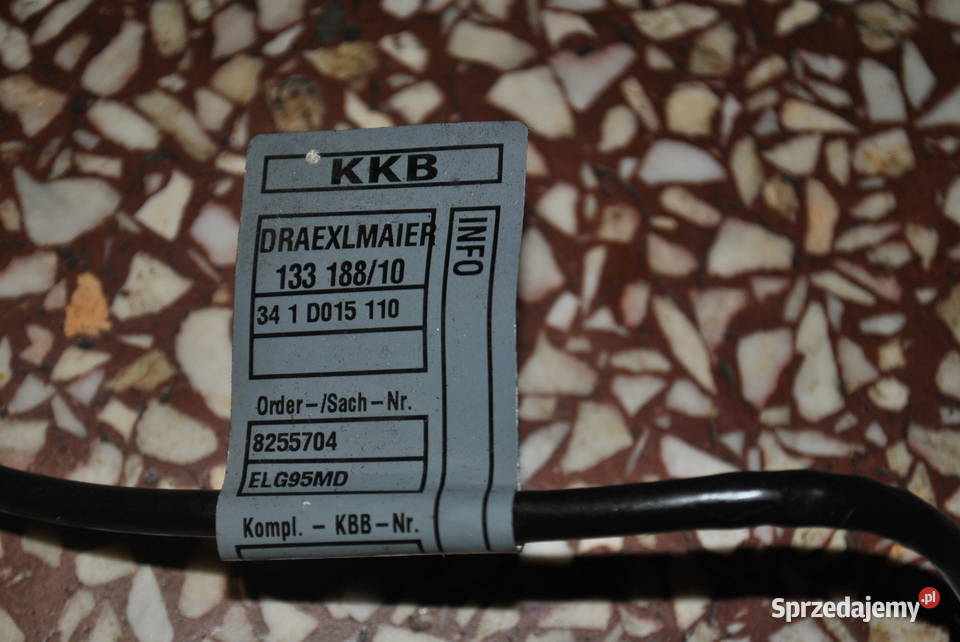 KKB
DRAEXLMAIER
133 188/10
34 1 D015 110
INFO
Order-/Sach-Nr.
8255704
ELG95MD
Kompl. - KBB-Nr.
Sprzedajemy.pl